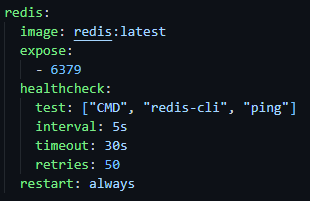 redis:
  image: redis:latest
  expose:
    - 6379
  healthcheck:
    test: ["CMD", "redis-cli", "ping"]
    interval: 5s
    timeout: 30s
    retries: 50
  restart: always